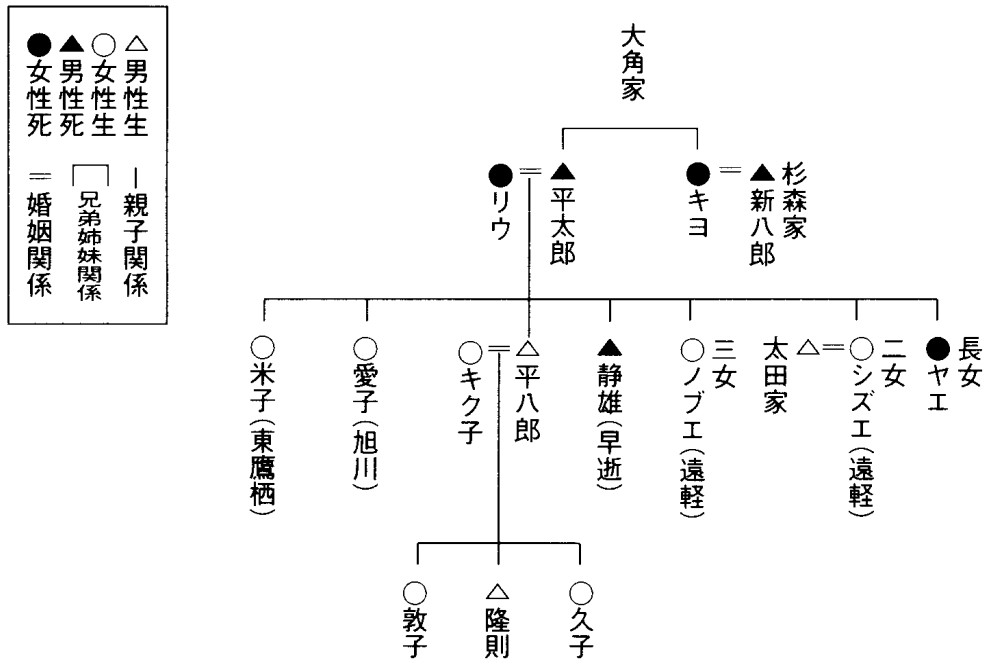 △男性生
○女性生
▲男性死
●女性死
―親子関係
兄弟姉妹関係
＝婚姻関係
大角家
杉森家
▲新八郎
＝
●キヨ
▲平太郎
＝
●リウ
長女
●ヤエ
二女
○シズエ（遠軽）
＝
△
太田家
三女
○ノブエ（遠軽）
▲静雄（早逝）
△平八郎
＝
○キク子
○愛子（旭川）
○米子（東鷹栖）
○久子
△隆則
○敦子